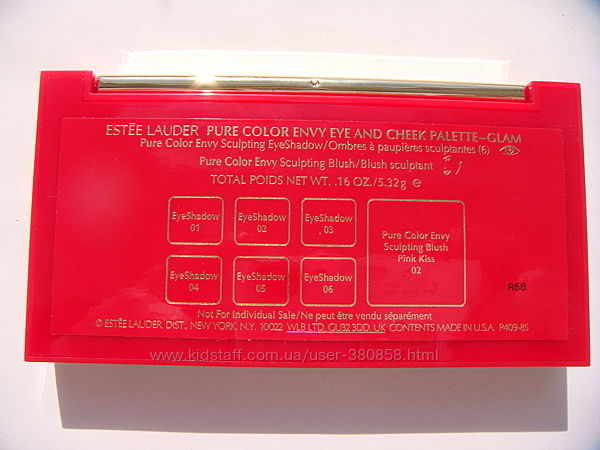 ESTĒE LAUDER PURE COLOR ENVY EYE AND CHEEK PALETTE–GLAM
Pure Color Envy Sculpting EyeShadow/Ombres à paupières sculptantes (6)
Pure Color Envy Sculpting Blush/Blush sculptant
TOTAL POIDS NET WT. .16 OZ./5.32g ℮
EyeShadow
01
EyeShadow
02
EyeShadow
. 03
Pure Color Envy
Sculpting Blush
Pink Kiss
02
EyeShadow
04
EyeShadow
05
EyeShadow
06
A68
Not For Individual Sale/Ne peut être vendu séparément
© ESTĒE LAUDER, DIST., NEW YORK, N.Y. 10022 WLB LTD, GU32 3DD, UK CONTENTS MADE IN U.S.A. P409-85
www.kidstaff.com.ua/user-380858.html